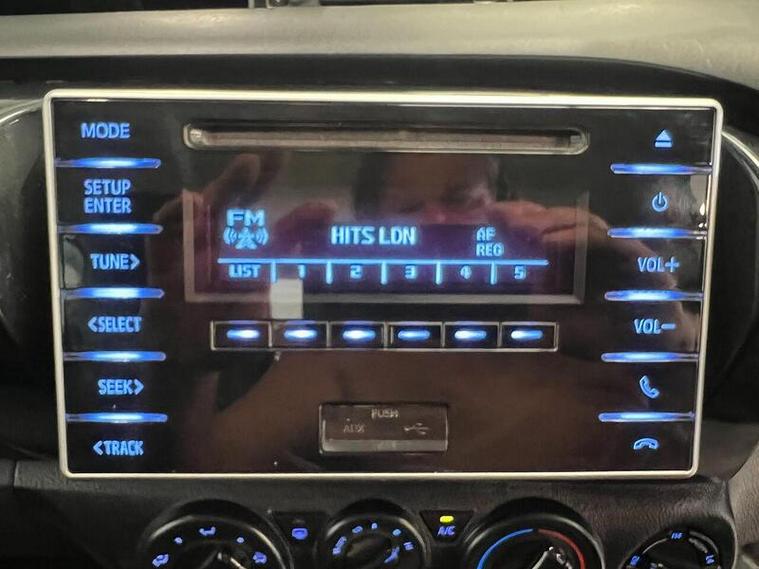 MODE
SETUP
ENTER
TUNE>
<SELECT
SEEK>
<TRACK
FM
HITS LDN
AF
REG
LIST 1 2 3 4 5
PUSH
AUX
VOL+
VOL-
A/C